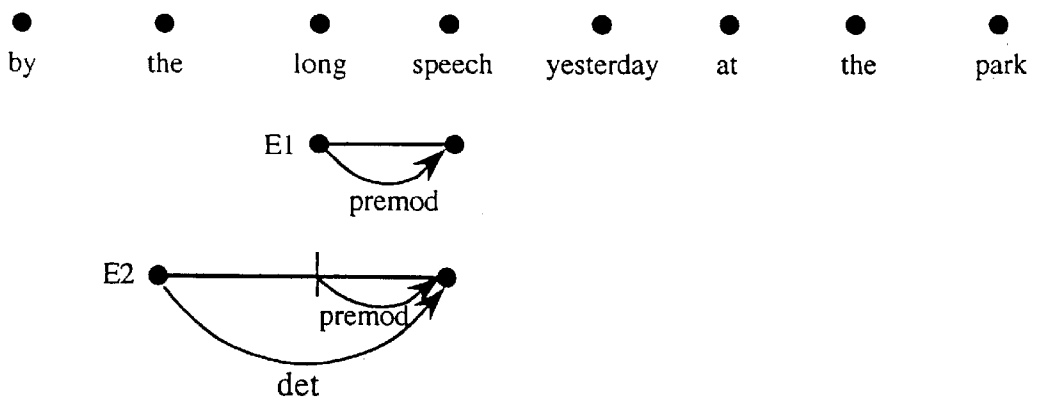 by the long speech yesterday at the park
E1
premod
E2
premod
det